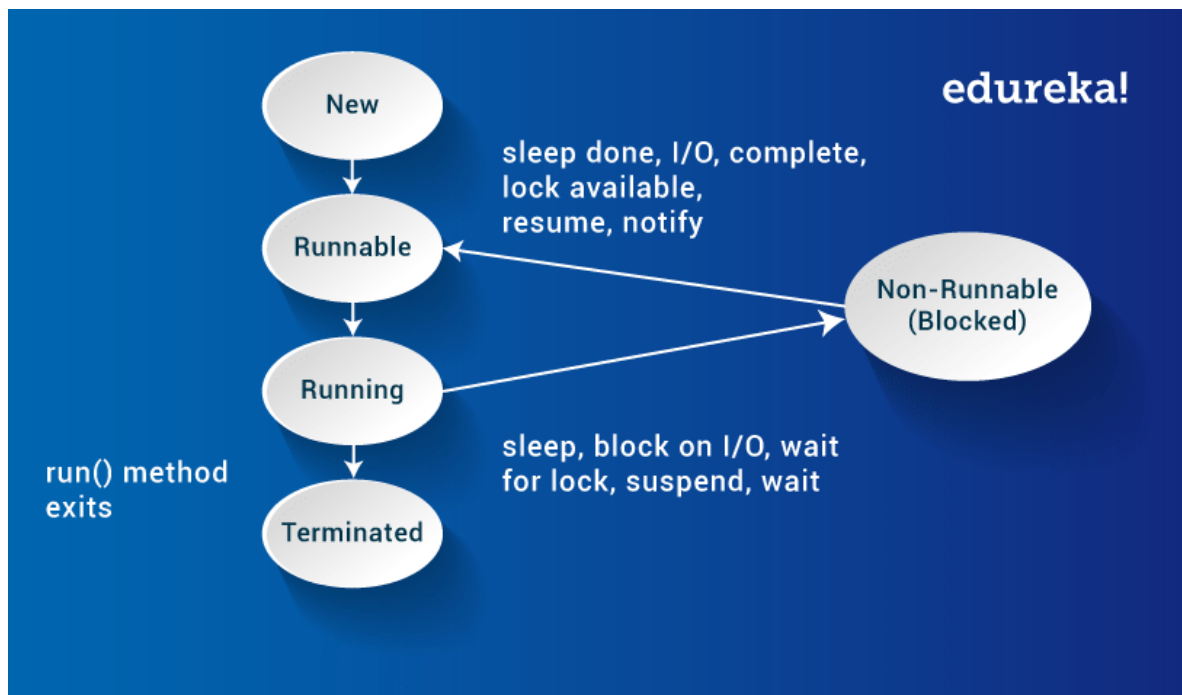 edureka!
New
sleep done, I/O, complete,
lock available,
resume, notify
Runnable
Non-Runnable
(Blocked)
Running
sleep, block on I/O, wait
for lock, suspend, wait
run() method
exits
Terminated